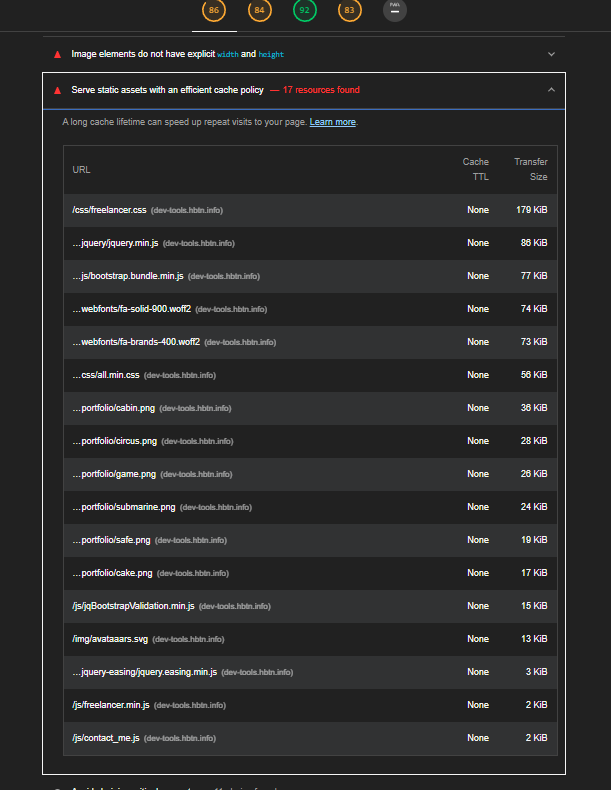 86 84 92 83 PWA
Image elements do not have explicit width and height
Serve static assets with an efficient cache policy — 17 resources found
A long cache lifetime can speed up repeat visits to your page. Learn more.
URL Cache TTL Transfer Size
/css/freelancer.css (dev-tools.hbtn.info) None 179 KiB
…jquery/jquery.min.js (dev-tools.hbtn.info) None 86 KiB
…js/bootstrap.bundle.min.js (dev-tools.hbtn.info) None 77 KiB
…webfonts/fa-solid-900.woff2 (dev-tools.hbtn.info) None 74 KiB
…webfonts/fa-brands-400.woff2 (dev-tools.hbtn.info) None 73 KiB
…css/all.min.css (dev-tools.hbtn.info) None 56 KiB
…portfolio/cabin.png (dev-tools.hbtn.info) None 36 KiB
…portfolio/circus.png (dev-tools.hbtn.info) None 28 KiB
…portfolio/game.png (dev-tools.hbtn.info) None 26 KiB
…portfolio/submarine.png (dev-tools.hbtn.info) None 24 KiB
…portfolio/safe.png (dev-tools.hbtn.info) None 19 KiB
…portfolio/cake.png (dev-tools.hbtn.info) None 17 KiB
/js/jqBootstrapValidation.min.js (dev-tools.hbtn.info) None 15 KiB
/img/avataaars.svg (dev-tools.hbtn.info) None 13 KiB
…jquery-easing/jquery.easing.min.js (dev-tools.hbtn.info) None 3 KiB
/js/freelancer.min.js (dev-tools.hbtn.info) None 2 KiB
/js/contact_me.js (dev-tools.hbtn.info) None 2 KiB